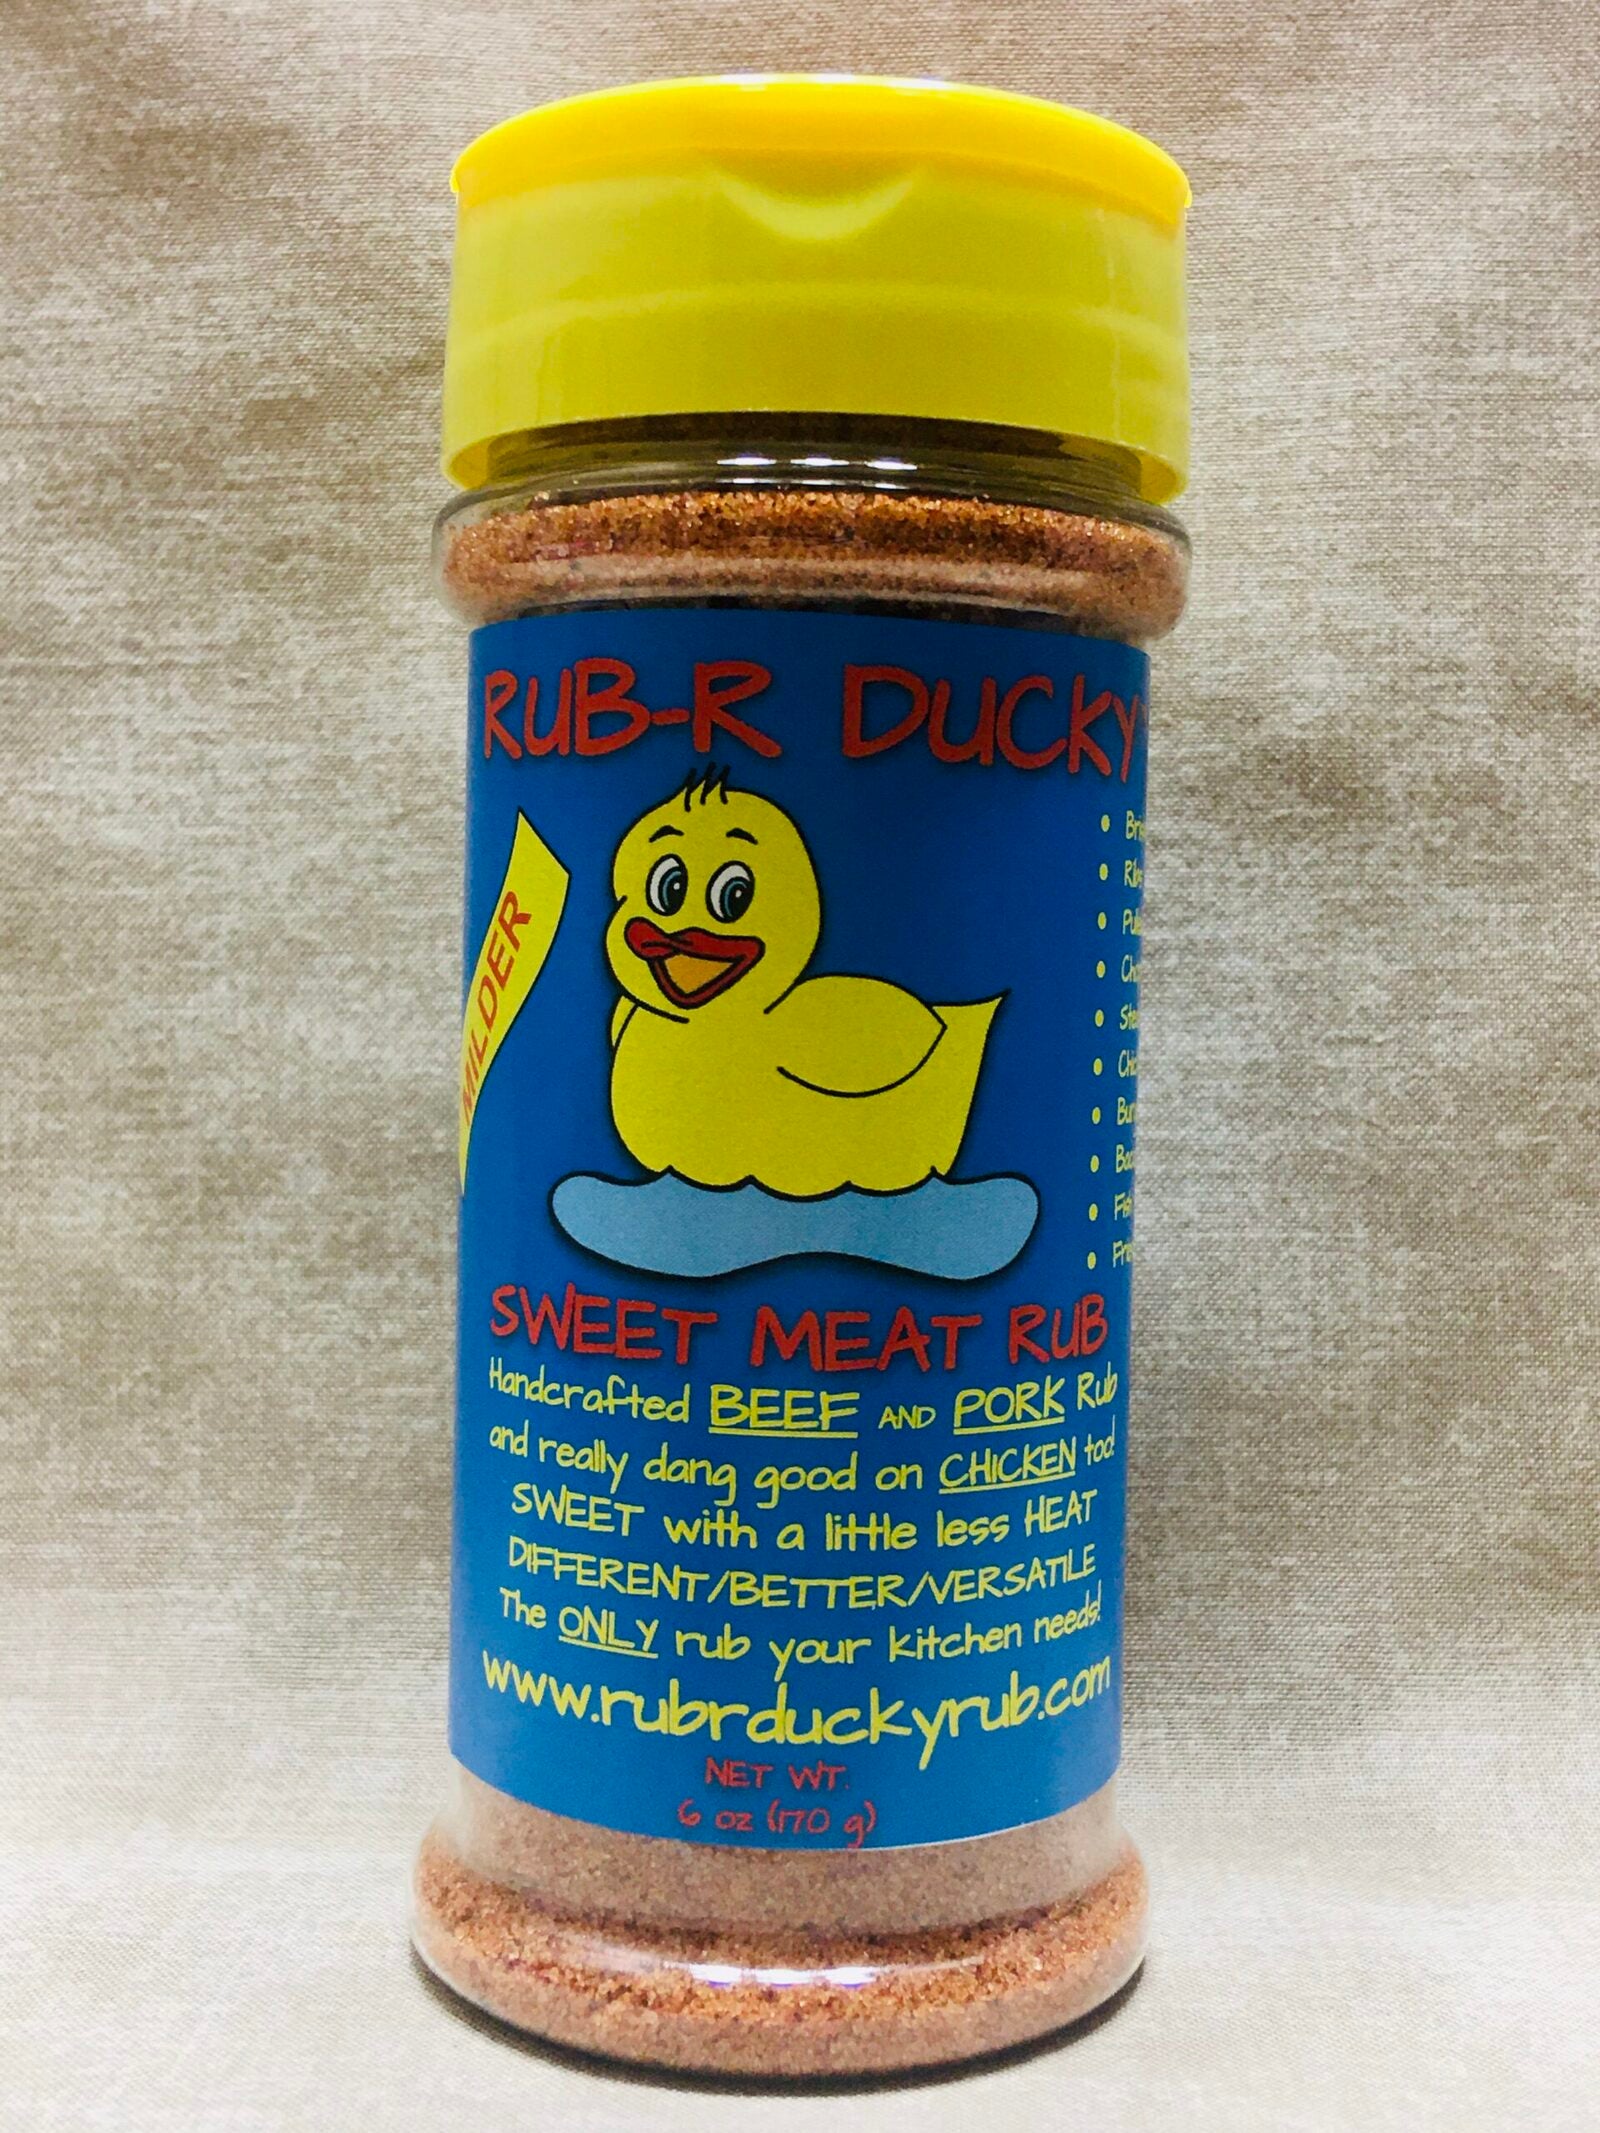 RUB-R DUCKY
MILDER
SWEET MEAT RUB
Handcrafted BEEF AND PORK Rub
and really dang good on CHICKEN too!
SWEET with a little less HEAT
DIFFERENT/BETTER/VERSATILE
The ONLY rub your kitchen needs!
www.rubrduckyrub.com
NET WT.
6 oz (170 g)